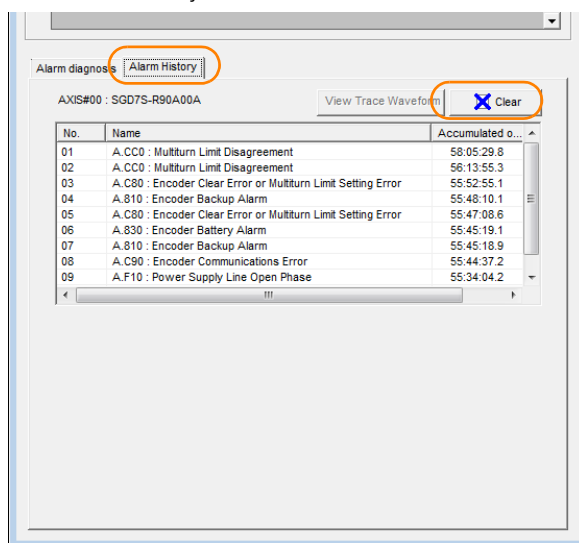 Alarm diagnosis Alarm History
AXIS#00 : SGD7S-R90A00A View Trace Waveform Clear
No. Name Accumulated o...
01 A.CC0 : Multiturn Limit Disagreement 58:05:29.8
02 A.CC0 : Multiturn Limit Disagreement 56:13:55.3
03 A.C80 : Encoder Clear Error or Multiturn Limit Setting Error 55:52:55.1
04 A.810 : Encoder Backup Alarm 55:48:10.1
05 A.C80 : Encoder Clear Error or Multiturn Limit Setting Error 55:47:08.6
06 A.830 : Encoder Battery Alarm 55:45:19.1
07 A.810 : Encoder Backup Alarm 55:45:18.9
08 A.C90 : Encoder Communications Error 55:44:37.2
09 A.F10 : Power Supply Line Open Phase 55:34:04.2